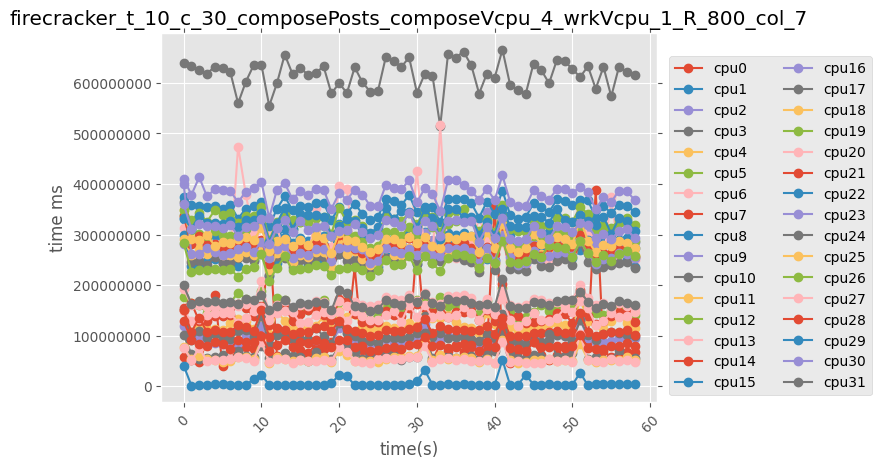 firecracker_t_10_c_30_composePosts_composeVcpu_4_wrkVcpu_1_R_800_col_7
600000000
500000000
400000000
300000000
200000000
100000000
0
time ms
0
10
20
30
40
50
60
time(s)
cpu0
cpu1
cpu2
cpu3
cpu4
cpu5
cpu6
cpu7
cpu8
cpu9
cpu10
cpu11
cpu12
cpu13
cpu14
cpu15
cpu16
cpu17
cpu18
cpu19
cpu20
cpu21
cpu22
cpu23
cpu24
cpu25
cpu26
cpu27
cpu28
cpu29
cpu30
cpu31